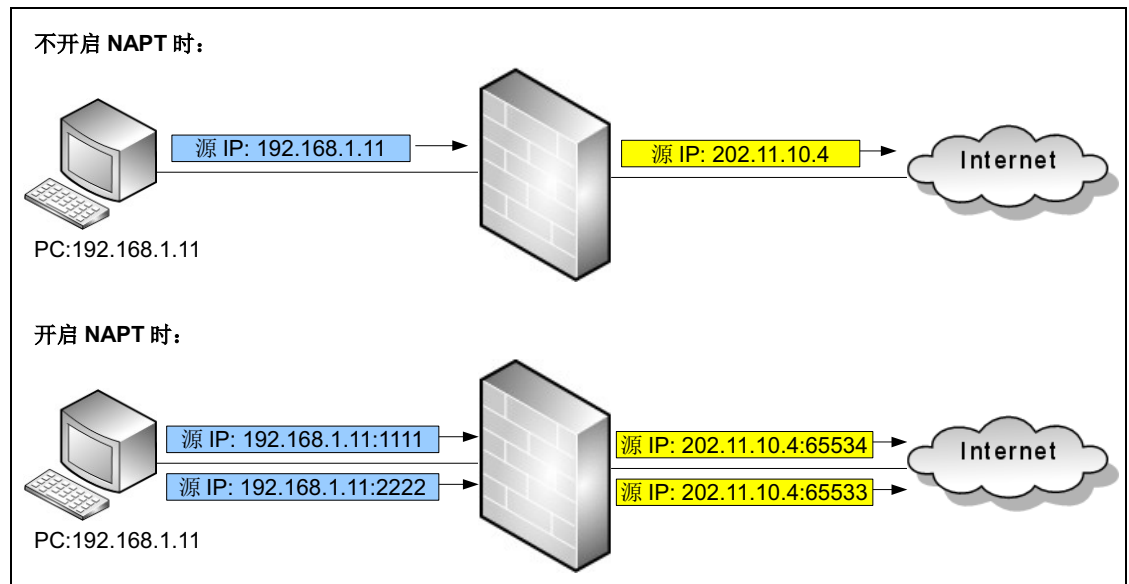 不开启 NAPT 时：
源 IP: 192.168.1.11
源 IP: 202.11.10.4
Internet
PC:192.168.1.11
开启 NAPT 时：
源 IP: 192.168.1.11:1111
源 IP: 202.11.10.4:65534
Internet
源 IP: 192.168.1.11:2222
源 IP: 202.11.10.4:65533
PC:192.168.1.11